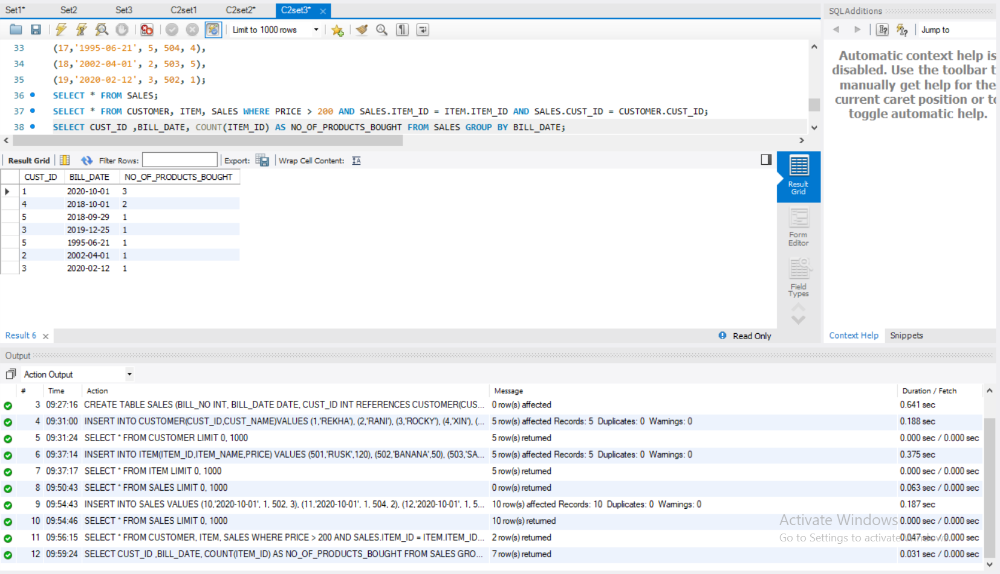 Set1* Set2 Set3 C2set1 C2set2* C2set3*
SQLAdditions
Limit to 1000 rows
Jump to
33 (17,'1995-06-21', 5, 504, 4),
34 (18,'2002-04-01', 2, 503, 5),
35 (19,'2020-02-12', 3, 502, 1);
36 SELECT * FROM SALES;
37 SELECT * FROM CUSTOMER, ITEM, SALES WHERE PRICE > 200 AND SALES.ITEM_ID = ITEM.ITEM_ID AND SALES.CUST_ID = CUSTOMER.CUST_ID;
38 SELECT CUST_ID ,BILL_DATE, COUNT(ITEM_ID) AS NO_OF_PRODUCTS_BOUGHT FROM SALES GROUP BY BILL_DATE;
Automatic context help is
disabled. Use the toolbar t
manually get help for the
current caret position or to
toggle automatic help.
Result Grid Filter Rows: Export: Wrap Cell Content:
CUST_ID BILL_DATE NO_OF_PRODUCTS_BOUGHT
1 2020-10-01 3
4 2018-10-01 2
5 2018-09-29 1
3 2019-12-25 1
5 1995-06-21 1
2 2002-04-01 1
3 2020-02-12 1
Result
Grid
Form
Editor
Field
Types
Result 6 Read Only
Context Help Snippets
Output
Action Output
# Time Action Message Duration / Fetch
3 09:27:16 CREATE TABLE SALES (BILL_NO INT, BILL_DATE DATE, CUST_ID INT REFERENCES CUSTOMER(CUS... 0 row(s) affected 0.641 sec
4 09:31:00 INSERT INTO CUSTOMER(CUST_ID,CUST_NAME)VALUES (1,'REKHA'), (2,'RANI'), (3,'ROCKY'), (4,'XIN'), (... 5 row(s) affected Records: 5 Duplicates: 0 Warnings: 0 0.188 sec
5 09:31:24 SELECT * FROM CUSTOMER LIMIT 0, 1000 5 row(s) returned 0.000 sec / 0.000 sec
6 09:37:14 INSERT INTO ITEM(ITEM_ID,ITEM_NAME,PRICE) VALUES (501,'RUSK',120), (502,'BANANA',50), (503,'SA... 5 row(s) affected Records: 5 Duplicates: 0 Warnings: 0 0.375 sec
7 09:37:17 SELECT * FROM ITEM LIMIT 0, 1000 5 row(s) returned 0.000 sec / 0.000 sec
8 09:50:43 SELECT * FROM SALES LIMIT 0, 1000 0 row(s) returned 0.063 sec / 0.000 sec
9 09:54:43 INSERT INTO SALES VALUES (10,'2020-10-01', 1, 502, 3), (11,'2020-10-01', 1, 504, 2), (12,'2020-10-01', 1, 5... 10 row(s) affected Records: 10 Duplicates: 0 Warnings: 0 0.187 sec
10 09:54:46 SELECT * FROM SALES LIMIT 0, 1000 10 row(s) returned 0.000 sec / 0.000 sec
11 09:56:15 SELECT * FROM CUSTOMER, ITEM, SALES WHERE PRICE > 200 AND SALES.ITEM_ID = ITEM.ITEM_ID... 2 row(s) returned 0.047 sec / 0.000 sec
12 09:59:24 SELECT CUST_ID ,BILL_DATE, COUNT(ITEM_ID) AS NO_OF_PRODUCTS_BOUGHT FROM SALES GRO... 7 row(s) returned 0.031 sec / 0.000 sec
Activate Windows
Go to Settings to activate Windows.